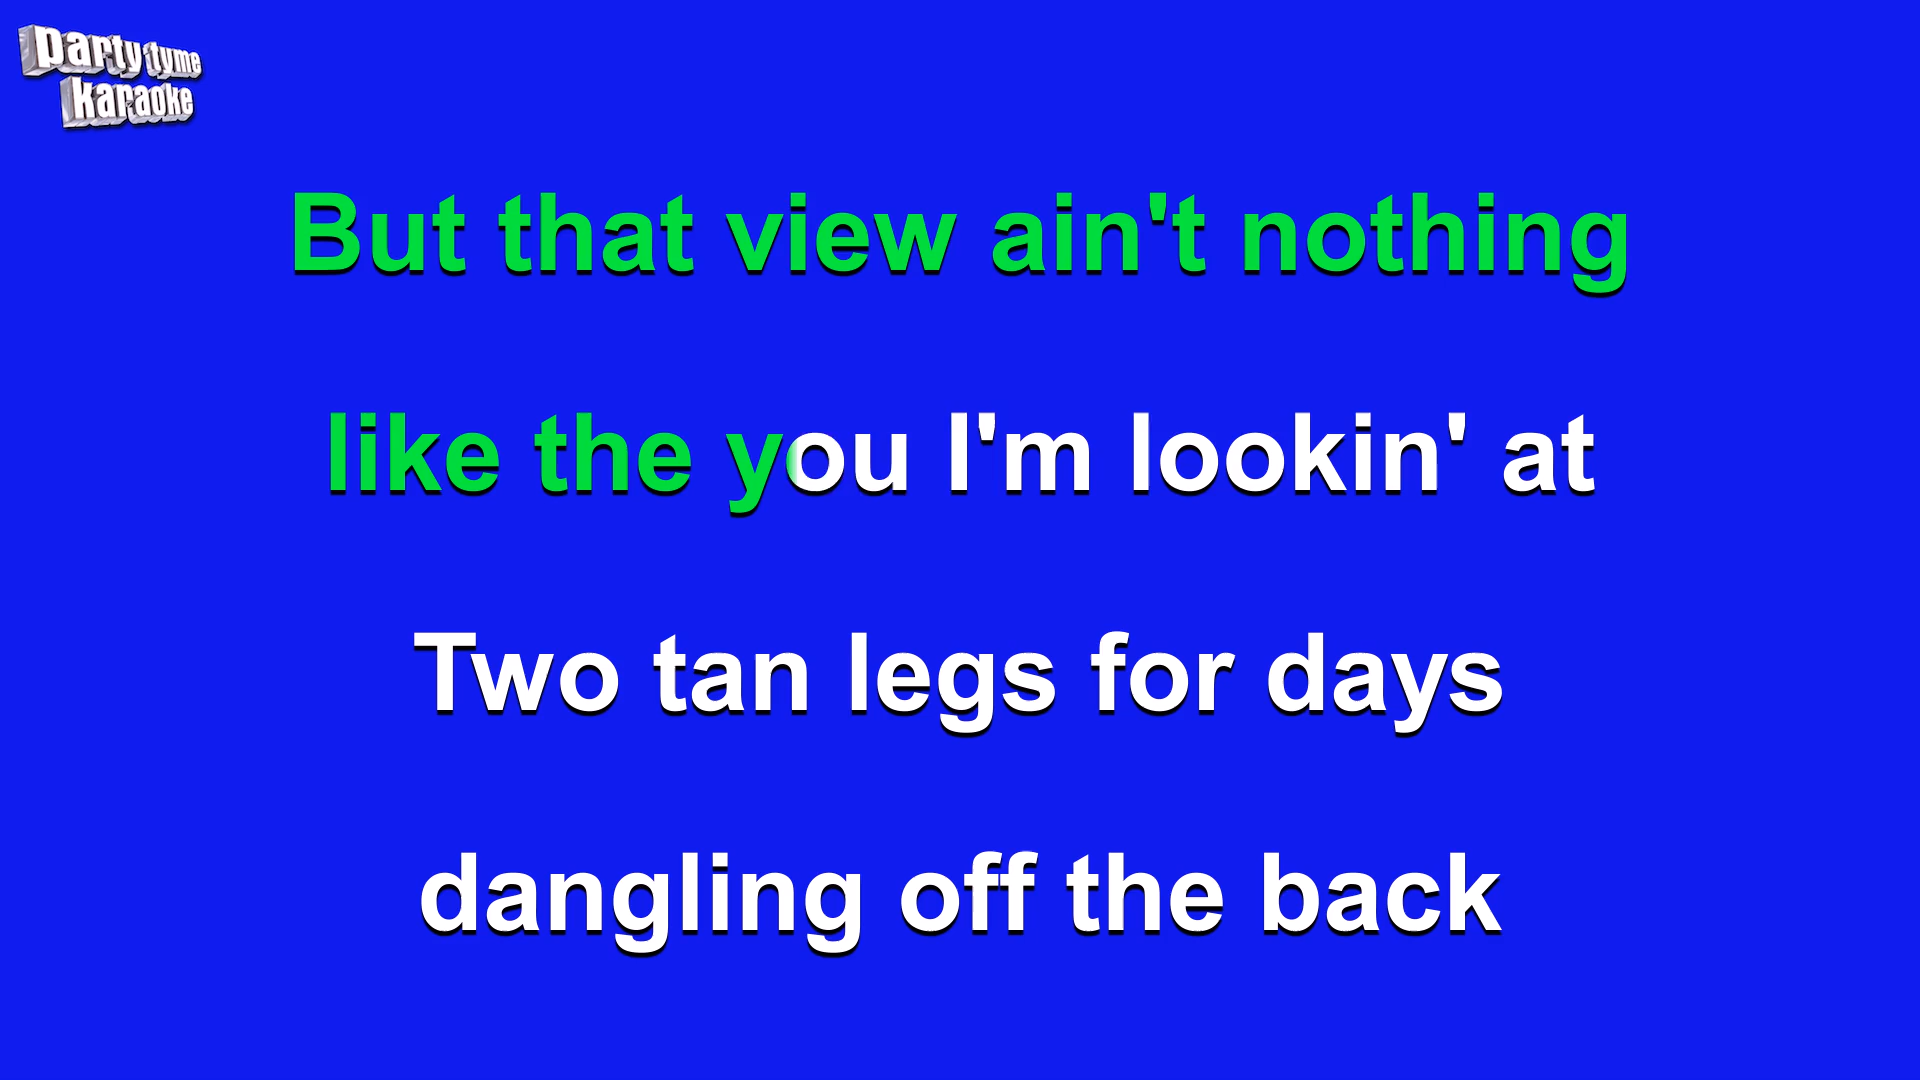 party tyme
karaoke
But that view ain't nothing
like the you I'm lookin' at
Two tan legs for days
dangling off the back